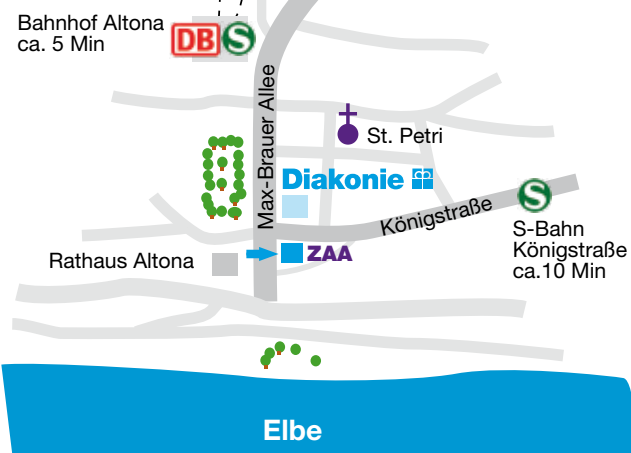 Bahnhof Altona
ca. 5 Min
DB
S
Max-Brauer Allee
St. Petri
Diakonie
Königstraße
S
S-Bahn
Königstraße
ca.10 Min
Rathaus Altona
ZAA
Elbe